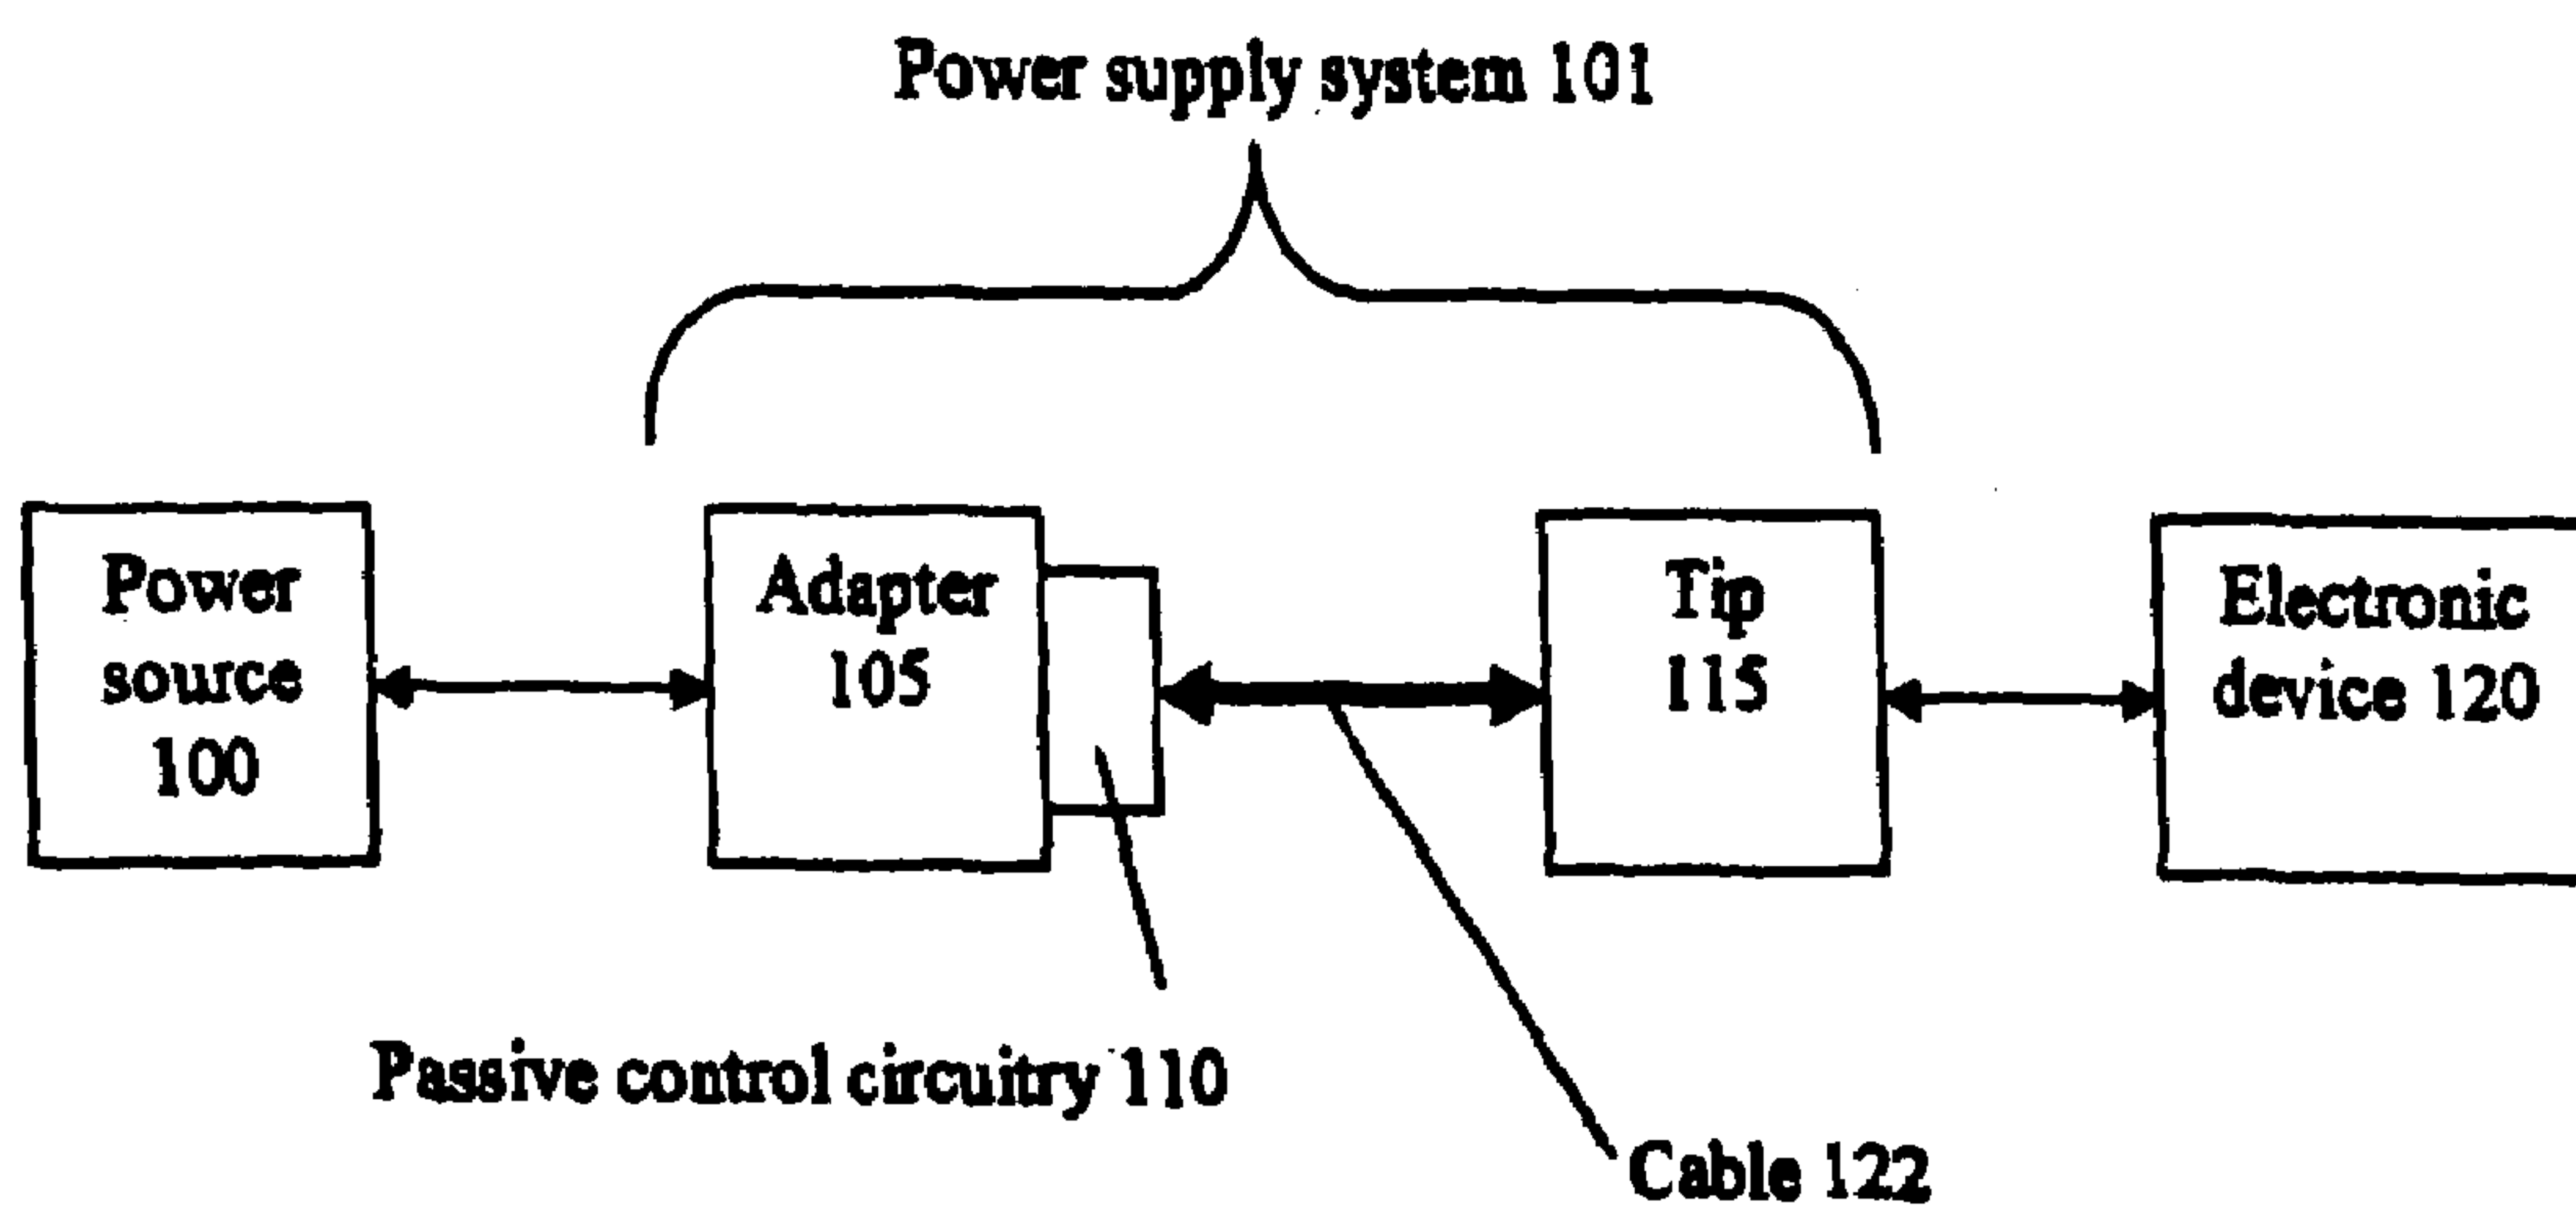 Power supply system 101
Power
source
100
Adapter
105
Tip
115
Electronic
device 120
Passive control circuitry 110
Cable 122